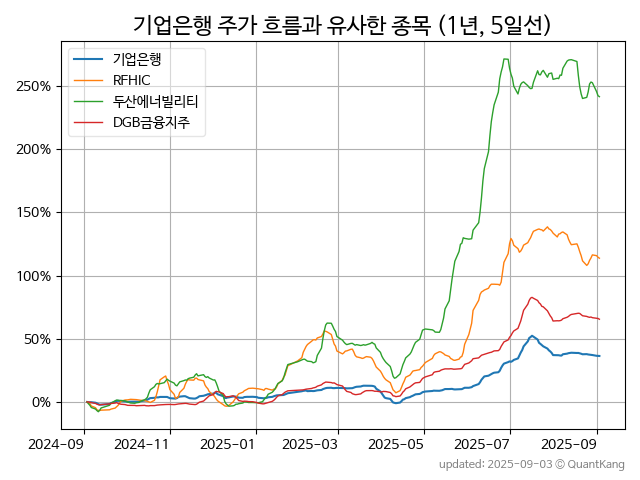 기업은행 주가 흐름과 유사한 종목 (1년, 5일선)
기업은행
RFHIC
두산에너빌리티
DGB금융지주
250%
200%
150%
100%
50%
0%
2024-09 2024-11 2025-01 2025-03 2025-05 2025-07 2025-09
updated: 2025-09-03 © QuantKang